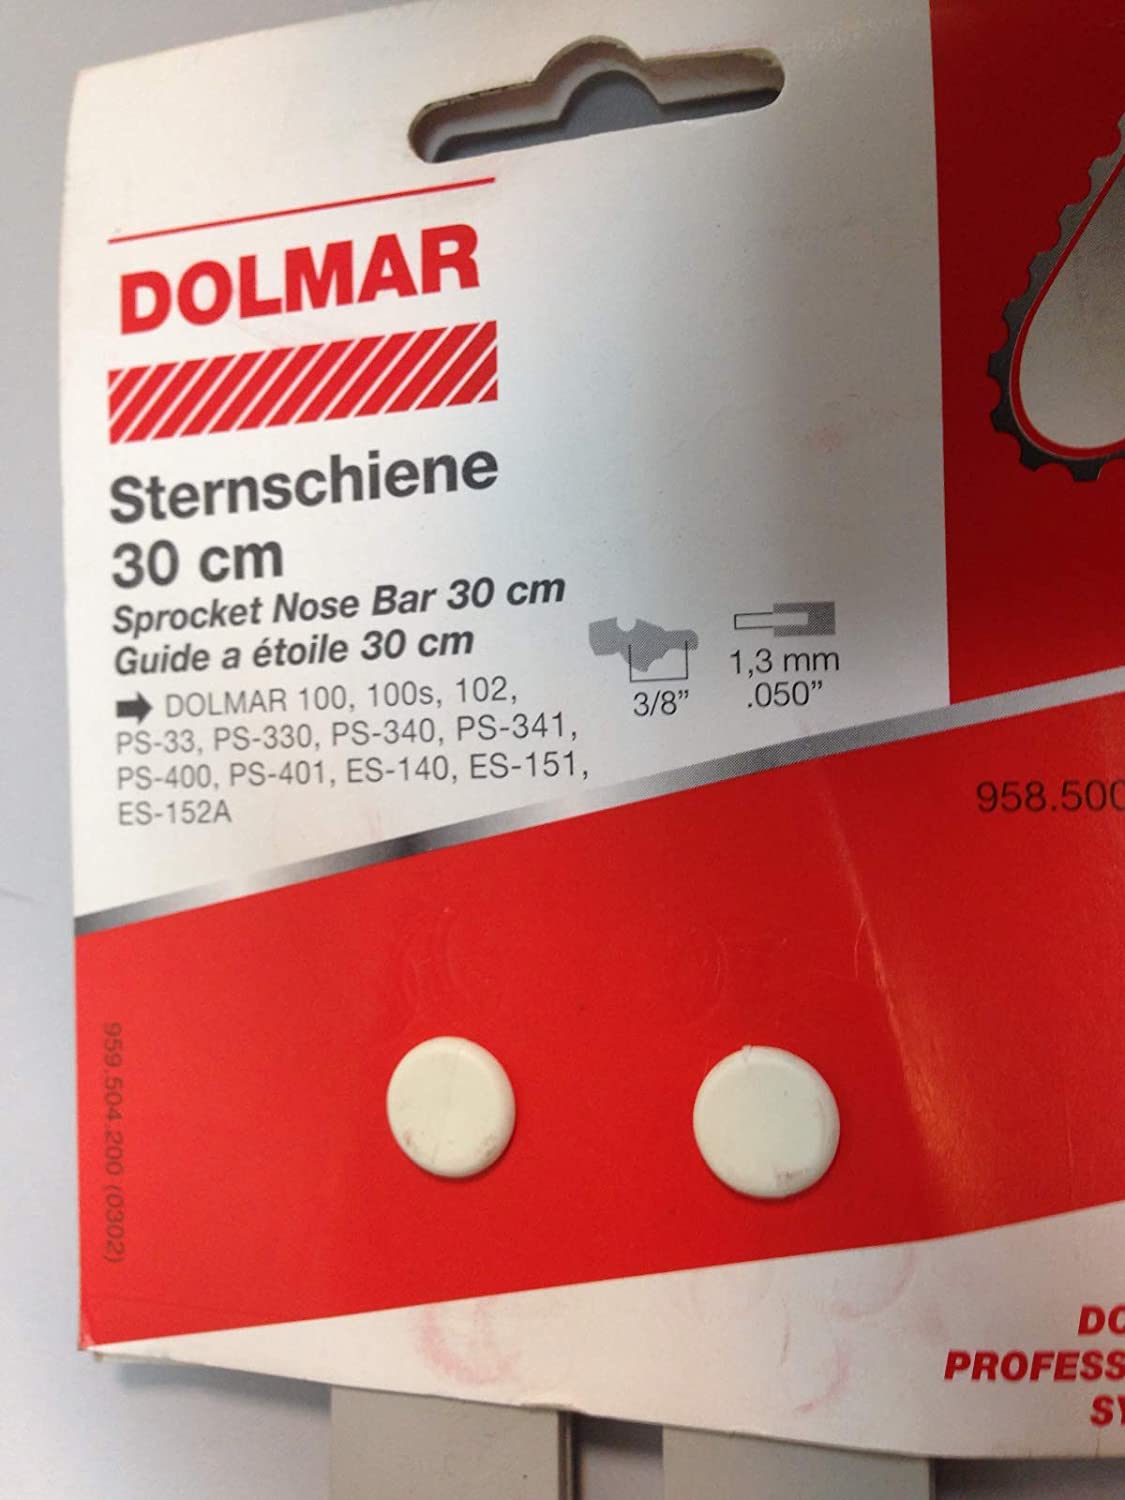 DOLMAR
Sternschiene
30 cm
Sprocket Nose Bar 30 cm
Guide a étoile 30 cm
DOLMAR 100, 100s, 102,
PS-33, PS-330, PS-340, PS-341,
PS-400, PS-401, ES-140, ES-151,
ES-152A
3/8”
1,3 mm
.050”
958.500
959.504.200 (0302)
DO
PROFESS
SY